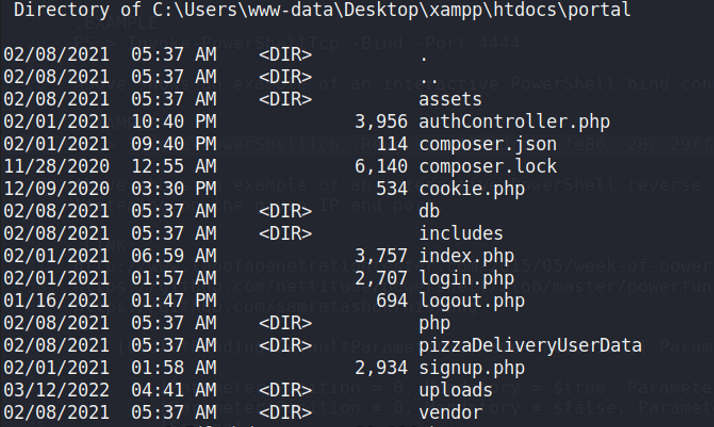 Directory of C:\Users\www-data\Desktop\xampp\htdocs\portal
02/08/2021  05:37 AM    <DIR>          .
02/08/2021  05:37 AM    <DIR>          ..
02/08/2021  05:37 AM    <DIR>          assets
02/01/2021  10:40 PM             3,956 authController.php
02/01/2021  09:40 PM               114 composer.json
11/28/2020  12:55 AM             6,140 composer.lock
12/09/2020  03:30 PM               534 cookie.php
02/08/2021  05:37 AM    <DIR>          db
02/08/2021  05:37 AM    <DIR>          includes
02/01/2021  06:59 AM             3,757 index.php
02/01/2021  01:57 AM             2,707 login.php
01/16/2021  01:47 PM               694 logout.php
02/08/2021  05:37 AM    <DIR>          php
02/08/2021  05:37 AM    <DIR>          pizzaDeliveryUserData
02/01/2021  01:58 AM             2,934 signup.php
03/12/2022  04:41 AM    <DIR>          uploads
02/08/2021  05:37 AM    <DIR>          vendor